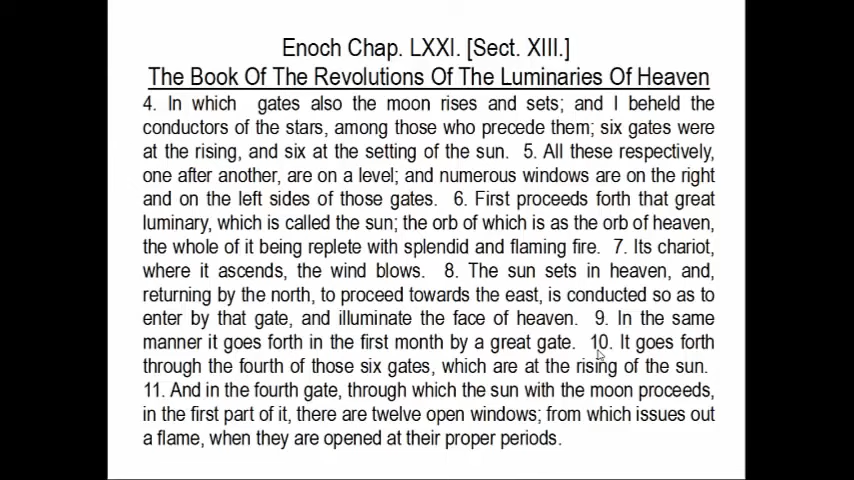 Enoch Chap. LXXI. [Sect. XIII.]
The Book Of The Revolutions Of The Luminaries Of Heaven
4. In which gates also the moon rises and sets; and I beheld the
conductors of the stars, among those who precede them; six gates were
at the rising, and six at the setting of the sun. 5. All these respectively,
one after another, are on a level; and numerous windows are on the right
and on the left sides of those gates. 6. First proceeds forth that great
luminary, which is called the sun; the orb of which is as the orb of heaven,
the whole of it being replete with splendid and flaming fire. 7. Its chariot,
where it ascends, the wind blows. 8. The sun sets in heaven, and,
returning by the north, to proceed towards the east, is conducted so as to
enter by that gate, and illuminate the face of heaven. 9. In the same
manner it goes forth in the first month by a great gate. 10. It goes forth
through the fourth of those six gates, which are at the rising of the sun.
11. And in the fourth gate, through which the sun with the moon proceeds,
in the first part of it, there are twelve open windows; from which issues out
a flame, when they are opened at their proper periods.